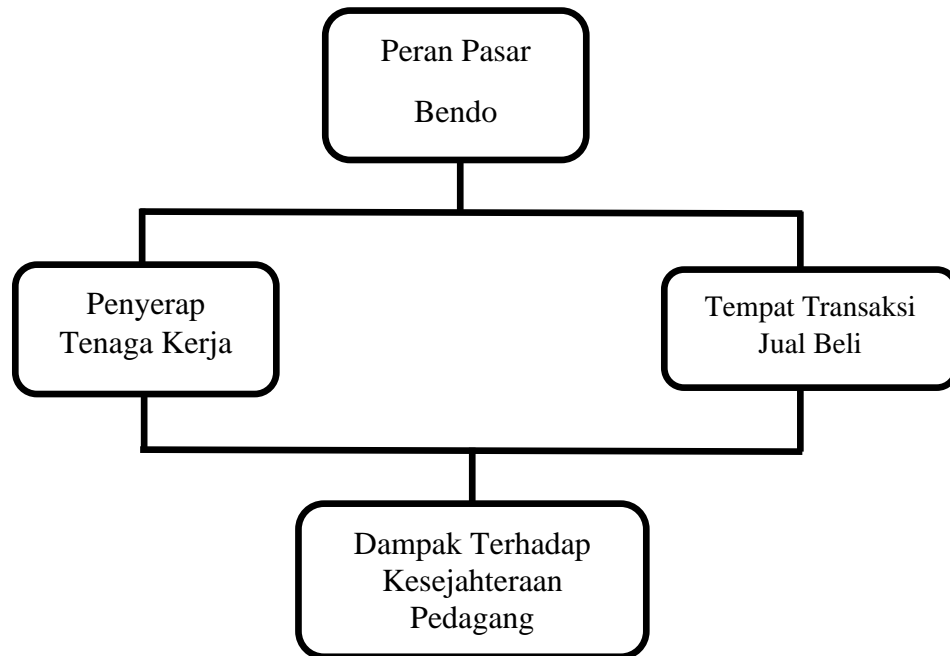 Peran Pasar
Bendo
Penyerap
Tenaga Kerja
Tempat Transaksi
Jual Beli
Dampak Terhadap
Kesejahteraan
Pedagang